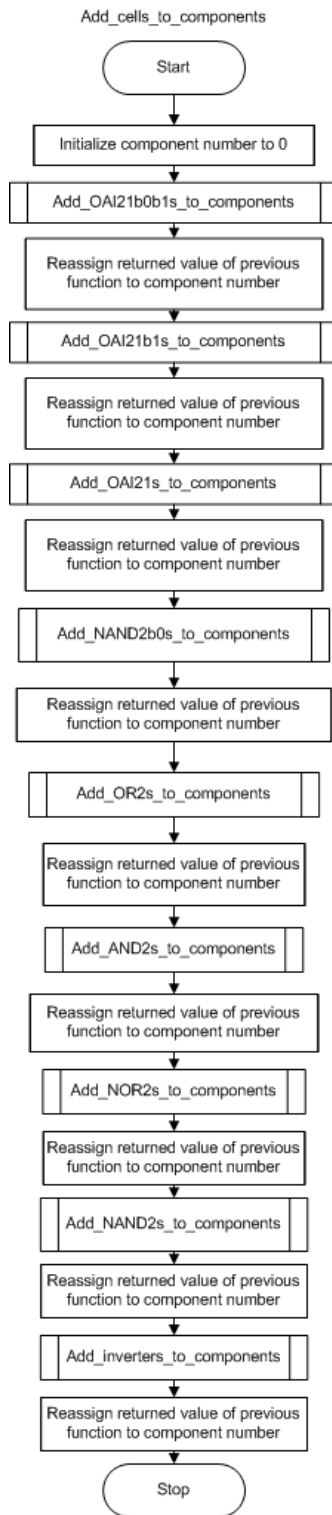 Add_cells_to_components
Start
Initialize component number to 0
Add_OAI21b0b1s_to_components
Reassign returned value of previous
function to component number
Add_OAI21b1s_to_components
Reassign returned value of previous
function to component number
Add_OAI21s_to_components
Reassign returned value of previous
function to component number
Add_NAND2b0s_to_components
Reassign returned value of previous
function to component number
Add_OR2s_to_components
Reassign returned value of previous
function to component number
Add_AND2s_to_components
Reassign returned value of previous
function to component number
Add_NOR2s_to_components
Reassign returned value of previous
function to component number
Add_NAND2s_to_components
Reassign returned value of previous
function to component number
Add_inverters_to_components
Reassign returned value of previous
function to component number
Stop